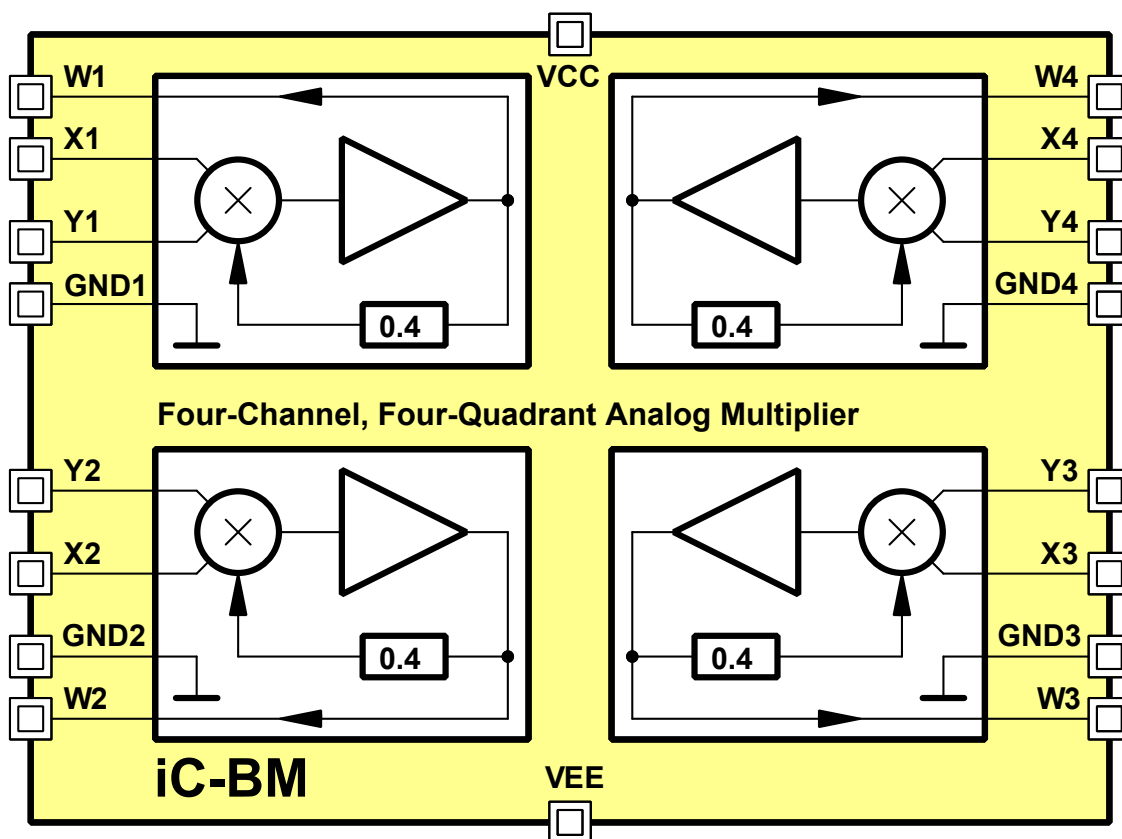 VCC
W1
X1
Y1
GND1
0.4
W4
X4
Y4
GND4
0.4
Four-Channel, Four-Quadrant Analog Multiplier
Y2
X2
GND2
W2
0.4
Y3
X3
GND3
W3
0.4
iC-BM
VEE